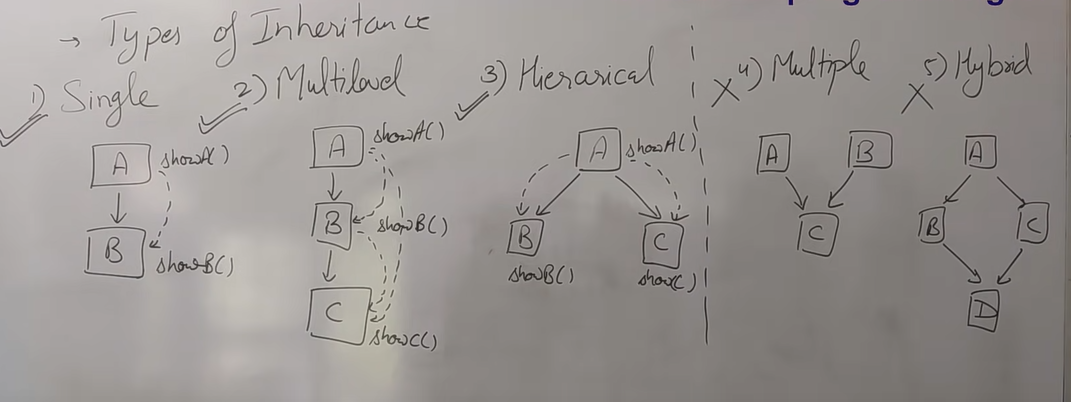 → Types of Inheritance
1) Single
A showA()
B showB()
2) Multilevel
A showA()
B showB()
C showC()
3) Hierarical
A showA()
B C
showB() show()
4) Multiple
A B
C
5) Hybrid
A
B C
D